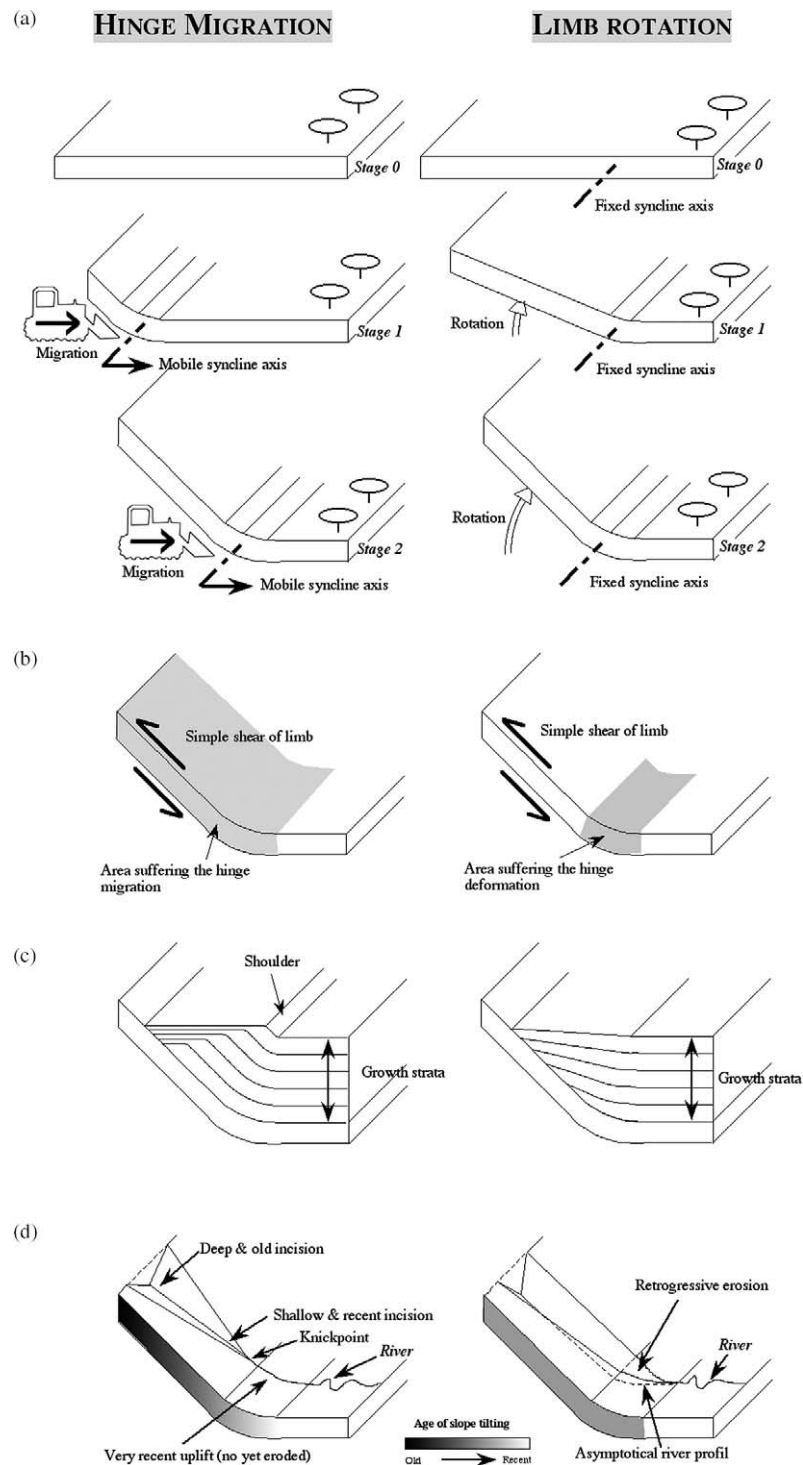 (a)
HINGE MIGRATION
LIMB ROTATION
Stage 0
Stage 0
Fixed syncline axis
Migration
Mobile syncline axis
Stage 1
Rotation
Stage 1
Fixed syncline axis
Migration
Mobile syncline axis
Stage 2
Rotation
Stage 2
Fixed syncline axis
(b)
Simple shear of limb
Area suffering the hinge
migration
Simple shear of limb
Area suffering the hinge
deformation
(c)
Shoulder
Growth strata
Growth strata
(d)
Deep & old incision
Shallow & recent incision
Knickpoint
River
Very recent uplift (no yet eroded)
Retrogressive erosion
River
Asymptotical river profil
Age of slope tilting
Old
Recent